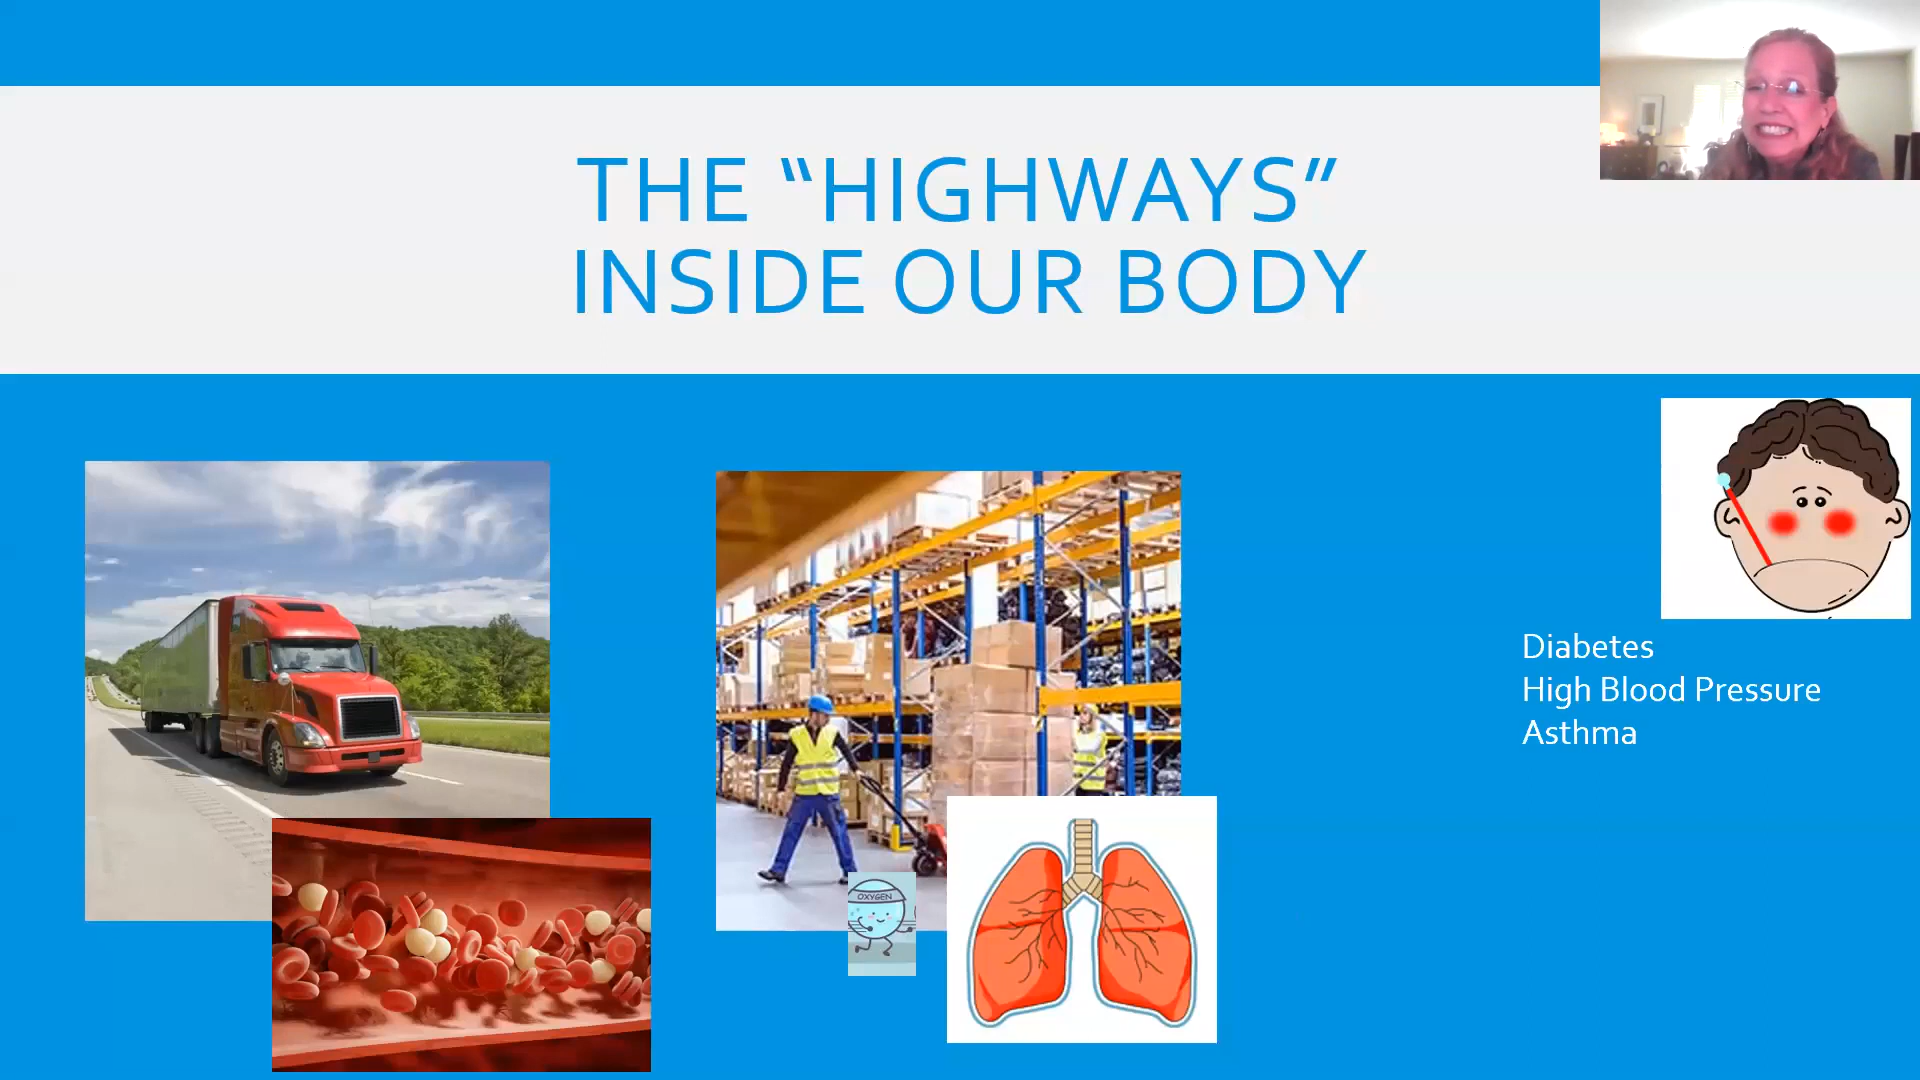 THE “HIGHWAYS”
INSIDE OUR BODY
Diabetes
High Blood Pressure
Asthma
OXYGEN